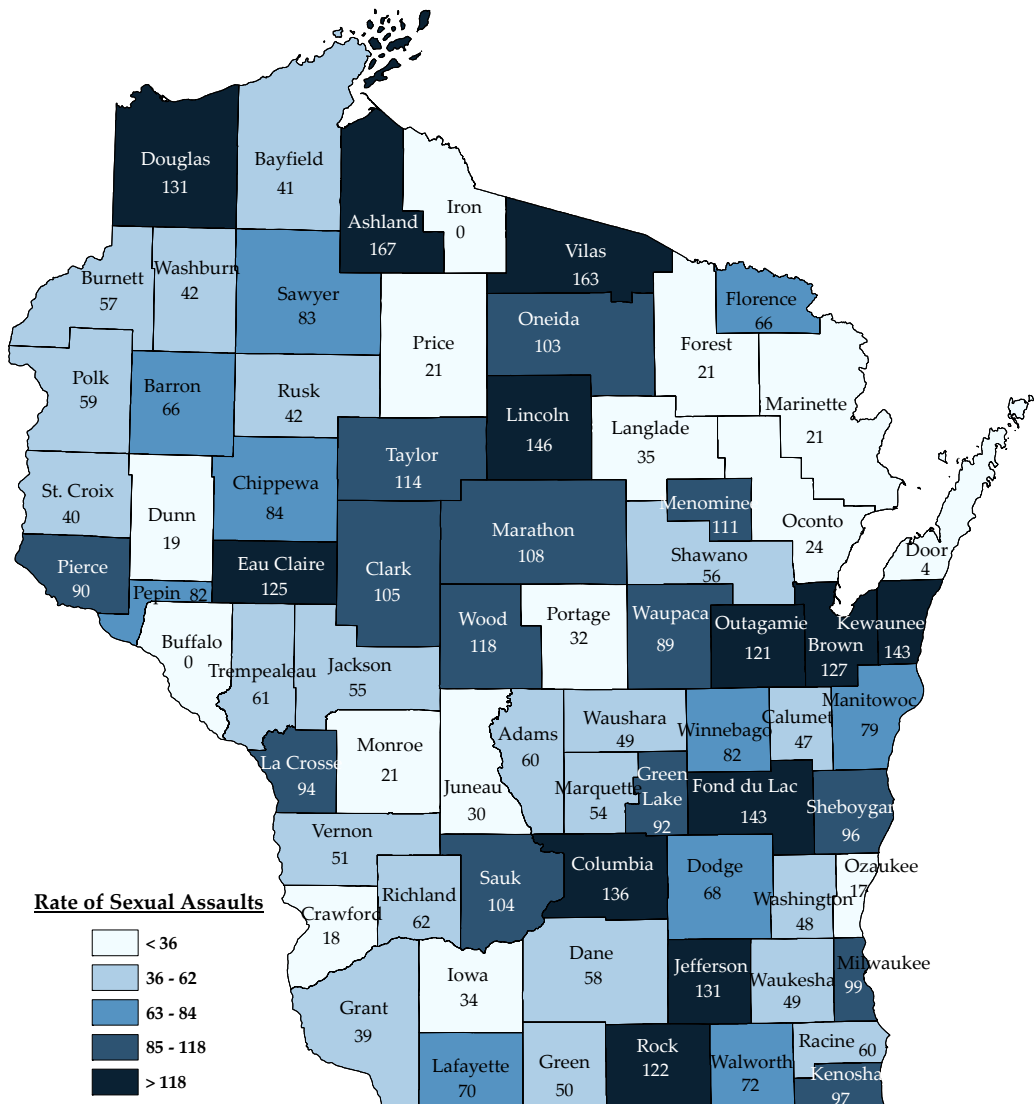 Douglas
131
Bayfield
41
Ashland
167
Iron
0
Vilas
163
Burnett
57
Washburn
42
Sawyer
83
Florence
66
Price
21
Oneida
103
Forest
21
Polk
59
Barron
66
Rusk
42
Lincoln
146
Langlade
35
Marinette
21
Taylor
114
St. Croix
40
Dunn
19
Chippewa
84
Marathon
108
Menominee
111
Oconto
24
Door
4
Pierce
90
Pepin 82
Eau Claire
125
Clark
105
Shawano
56
Wood
118
Portage
32
Waupaca
89
Outagamie
121
Brown
127
Kewaunee
143
Buffalo
0
Trempealeau
61
Jackson
55
Adams
60
Waushara
49
Winnebago
82
Calumet
47
Manitowoc
79
La Crosse
94
Monroe
21
Juneau
30
Marquette
54
Green
Lake
92
Fond du Lac
143
Sheboygan
96
Vernon
51
Richland
62
Sauk
104
Columbia
136
Dodge
68
Washington
48
Ozaukee
17
Crawford
18
Grant
39
Iowa
34
Dane
58
Jefferson
131
Waukesha
49
Milwaukee
99
Lafayette
70
Green
50
Rock
122
Walworth
72
Racine
60
Kenosha
97
Rate of Sexual Assaults
< 36
36 - 62
63 - 84
85 - 118
> 118